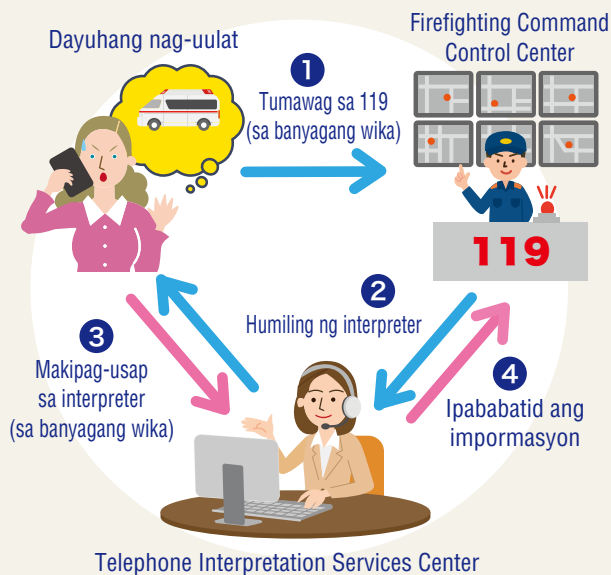 Dayuhang nag-uulat
Firefighting Command
Control Center
1
Tumawag sa 119
(sa banyagang wika)
119
2
Humiling ng interpreter
3
Makipag-usap
sa interpreter
(sa banyagang wika)
4
Ipababatid ang
impormasyon
Telephone Interpretation Services Center